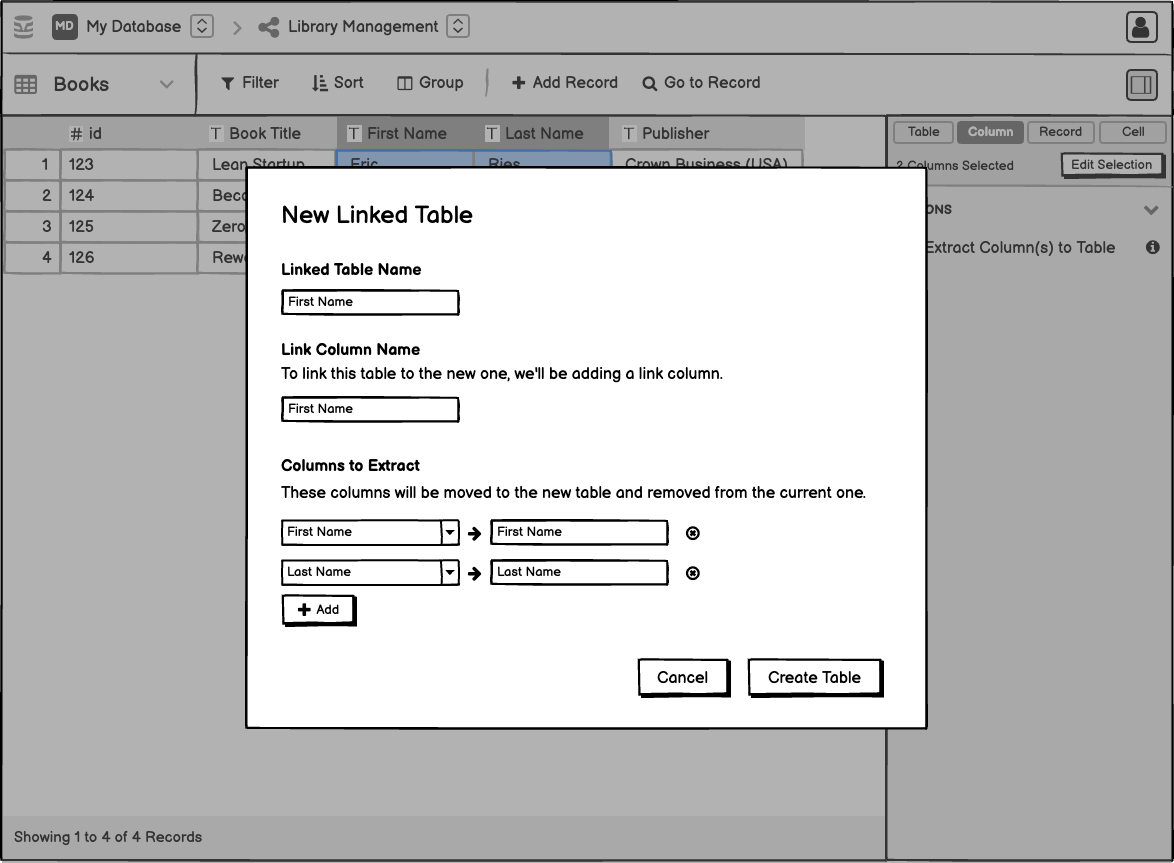 MD My Database Library Management
Books Filter Sort Group Add Record Go to Record
# id T Book Title T First Name T Last Name T Publisher
Table Column Record Cell
1 123 Lean Startup Eric Ries Crown Business (USA)
2 Columns Selected Edit Selection
2 124
3 125 Zero
4 126
ONS
Extract Column(s) to Table
New Linked Table
Linked Table Name
First Name
Link Column Name
To link this table to the new one, we'll be adding a link column.
First Name
Columns to Extract
These columns will be moved to the new table and removed from the current one.
First Name First Name
Last Name Last Name
Add
Cancel Create Table
Showing 1 to 4 of 4 Records